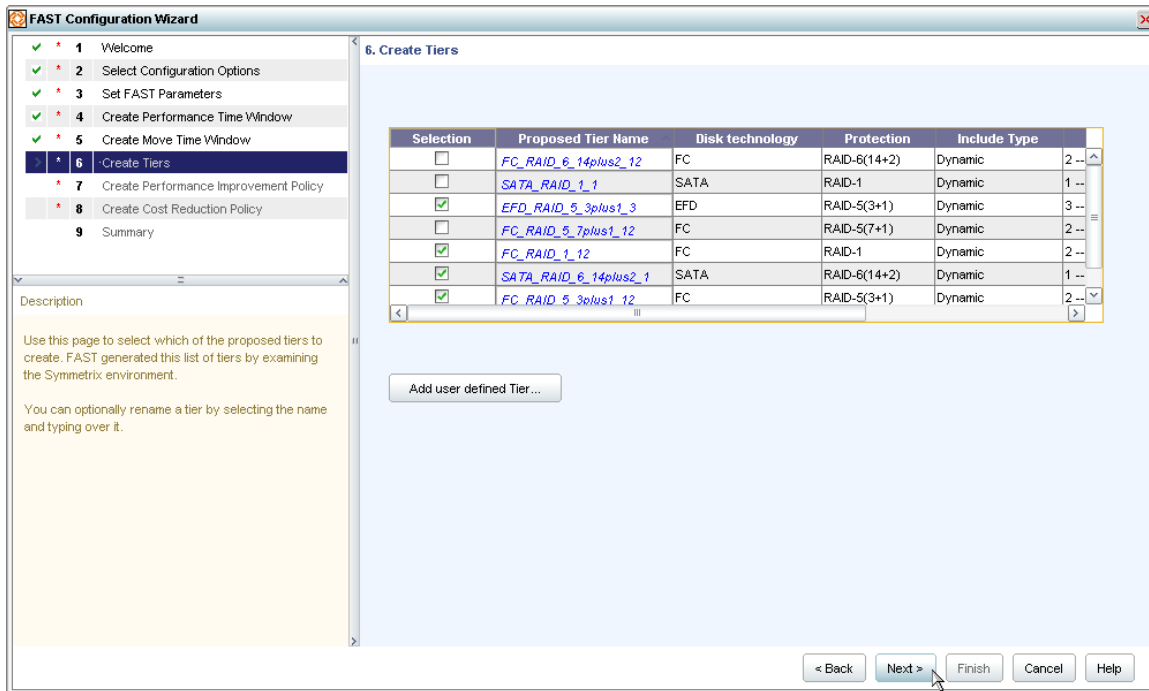 FAST Configuration Wizard
* 1 Welcome
* 2 Select Configuration Options
* 3 Set FAST Parameters
* 4 Create Performance Time Window
* 5 Create Move Time Window
* 6 Create Tiers
* 7 Create Performance Improvement Policy
* 8 Create Cost Reduction Policy
9 Summary
Description
Use this page to select which of the proposed tiers to
create. FAST generated this list of tiers by examining
the Symmetrix environment.
You can optionally rename a tier by selecting the name
and typing over it.
6. Create Tiers
Selection Proposed Tier Name Disk technology Protection Include Type
FC_RAID_6_14plus2_12 FC RAID-6(14+2) Dynamic 2 --
SATA_RAID_1_1 SATA RAID-1 Dynamic 1 --
EFD_RAID_5_3plus1_3 EFD RAID-5(3+1) Dynamic 3 --
FC_RAID_5_7plus1_12 FC RAID-5(7+1) Dynamic 2 --
FC_RAID_1_12 FC RAID-1 Dynamic 2 --
SATA_RAID_6_14plus2_1 SATA RAID-6(14+2) Dynamic 1 --
FC_RAID_5_3plus1_12 FC RAID-5(3+1) Dynamic 2 --
Add user defined Tier...
< Back Next > Finish Cancel Help